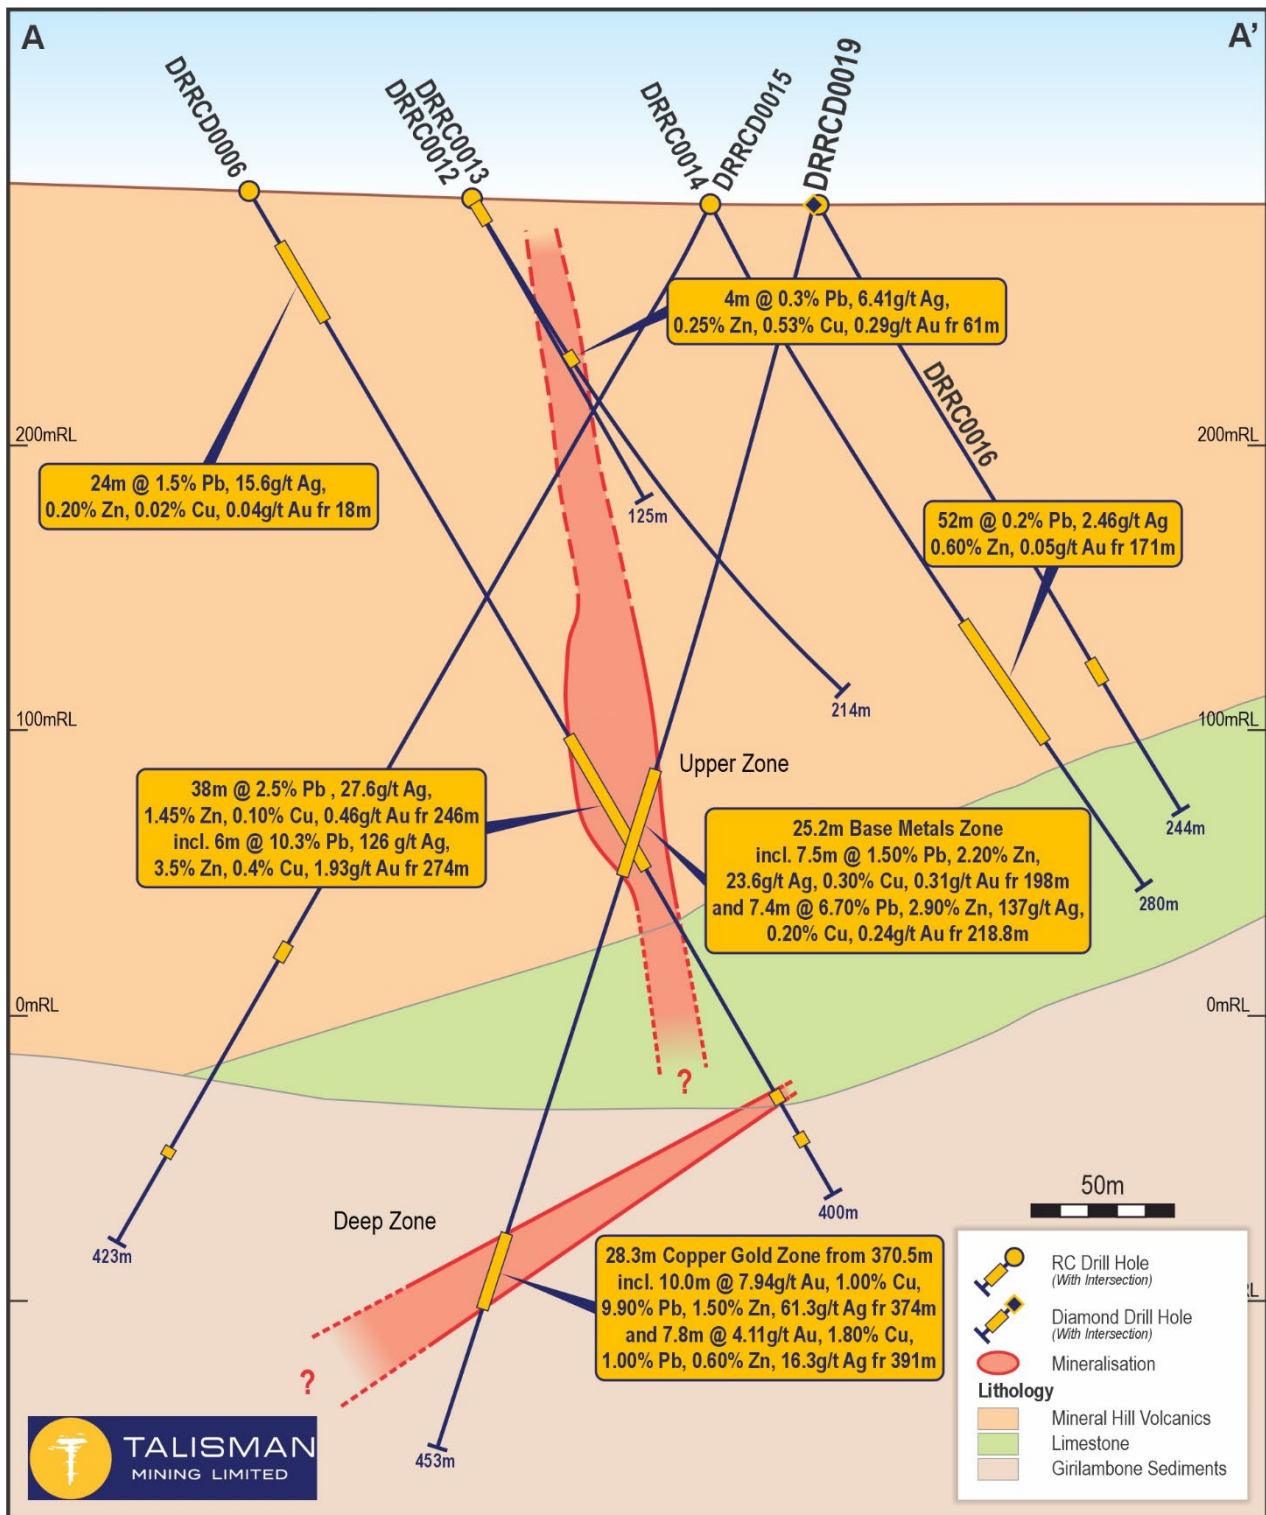 A
A'
DRRCD0006
DRRC0012
DRRC0013
DRRC0014
DRRCD0015
DRRCD0019
4m @ 0.3% Pb, 6.41g/t Ag,
0.25% Zn, 0.53% Cu, 0.29g/t Au fr 61m
DRRC0016
200mRL
200mRL
24m @ 1.5% Pb, 15.6g/t Ag,
0.20% Zn, 0.02% Cu, 0.04g/t Au fr 18m
125m
52m @ 0.2% Pb, 2.46g/t Ag
0.60% Zn, 0.05g/t Au fr 171m
214m
100mRL
100mRL
Upper Zone
38m @ 2.5% Pb , 27.6g/t Ag,
1.45% Zn, 0.10% Cu, 0.46g/t Au fr 246m
incl. 6m @ 10.3% Pb, 126 g/t Ag,
3.5% Zn, 0.4% Cu, 1.93g/t Au fr 274m
25.2m Base Metals Zone
incl. 7.5m @ 1.50% Pb, 2.20% Zn,
23.6g/t Ag, 0.30% Cu, 0.31g/t Au fr 198m
and 7.4m @ 6.70% Pb, 2.90% Zn, 137g/t Ag,
0.20% Cu, 0.24g/t Au fr 218.8m
244m
280m
0mRL
0mRL
?
50m
400m
Deep Zone
423m
28.3m Copper Gold Zone from 370.5m
incl. 10.0m @ 7.94g/t Au, 1.00% Cu,
9.90% Pb, 1.50% Zn, 61.3g/t Ag fr 374m
and 7.8m @ 4.11g/t Au, 1.80% Cu,
1.00% Pb, 0.60% Zn, 16.3g/t Ag fr 391m
?
453m
RC Drill Hole
(With Intersection)
Diamond Drill Hole
(With Intersection)
Mineralisation
Lithology
Mineral Hill Volcanics
Limestone
Girilambone Sediments
TALISMAN
MINING LIMITED